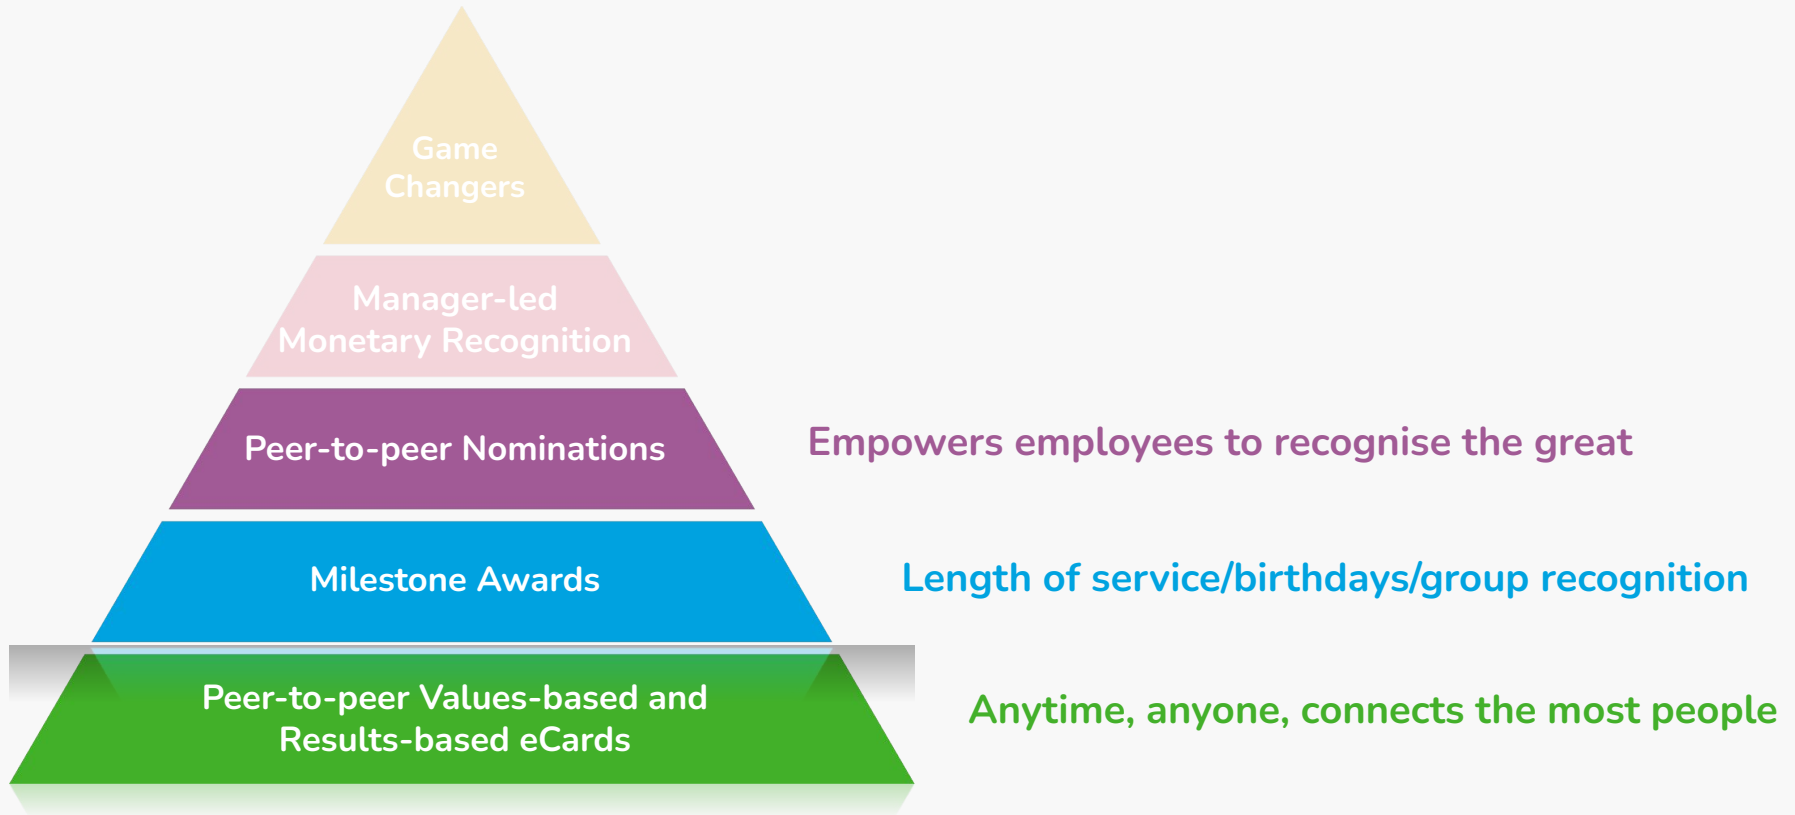 Game
Changers
Manager-led
Monetary Recognition
Peer-to-peer Nominations
Empowers employees to recognise the great
Milestone Awards
Length of service/birthdays/group recognition
Peer-to-peer Values-based and
Results-based eCards
Anytime, anyone, connects the most people